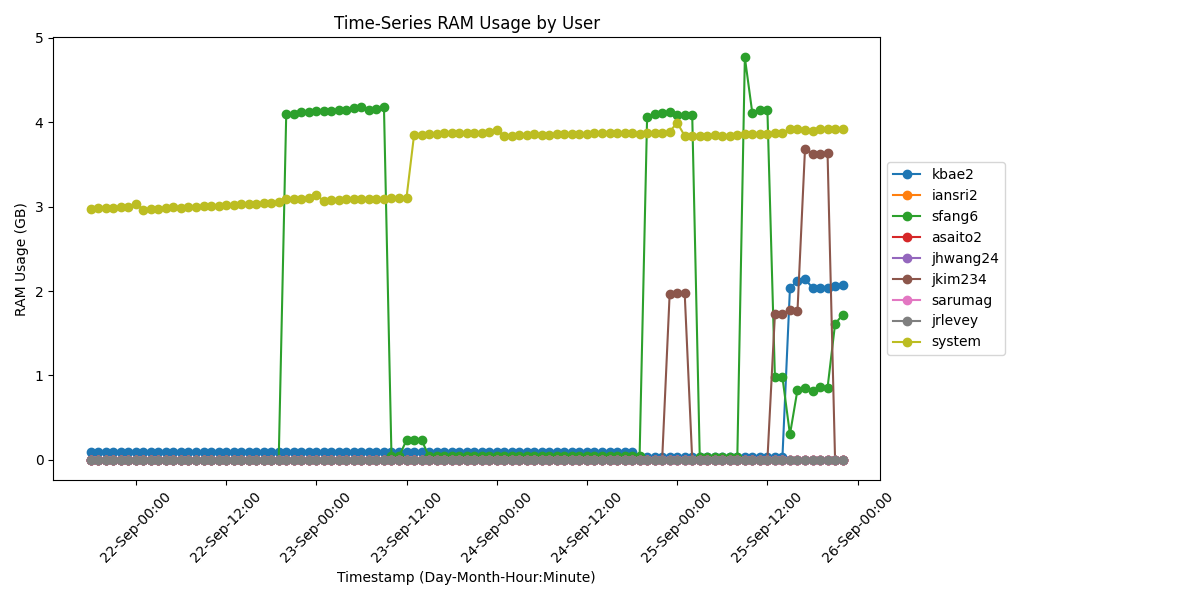 Time-Series RAM Usage by User
RAM Usage (GB)
5
4
3
2
1
0
22-Sep-00:00
22-Sep-12:00
23-Sep-00:00
23-Sep-12:00
24-Sep-00:00
24-Sep-12:00
25-Sep-00:00
25-Sep-12:00
26-Sep-00:00
Timestamp (Day-Month-Hour:Minute)
kbae2
iansri2
sfang6
asaito2
jhwang24
jkim234
sarumag
jrlevey
system